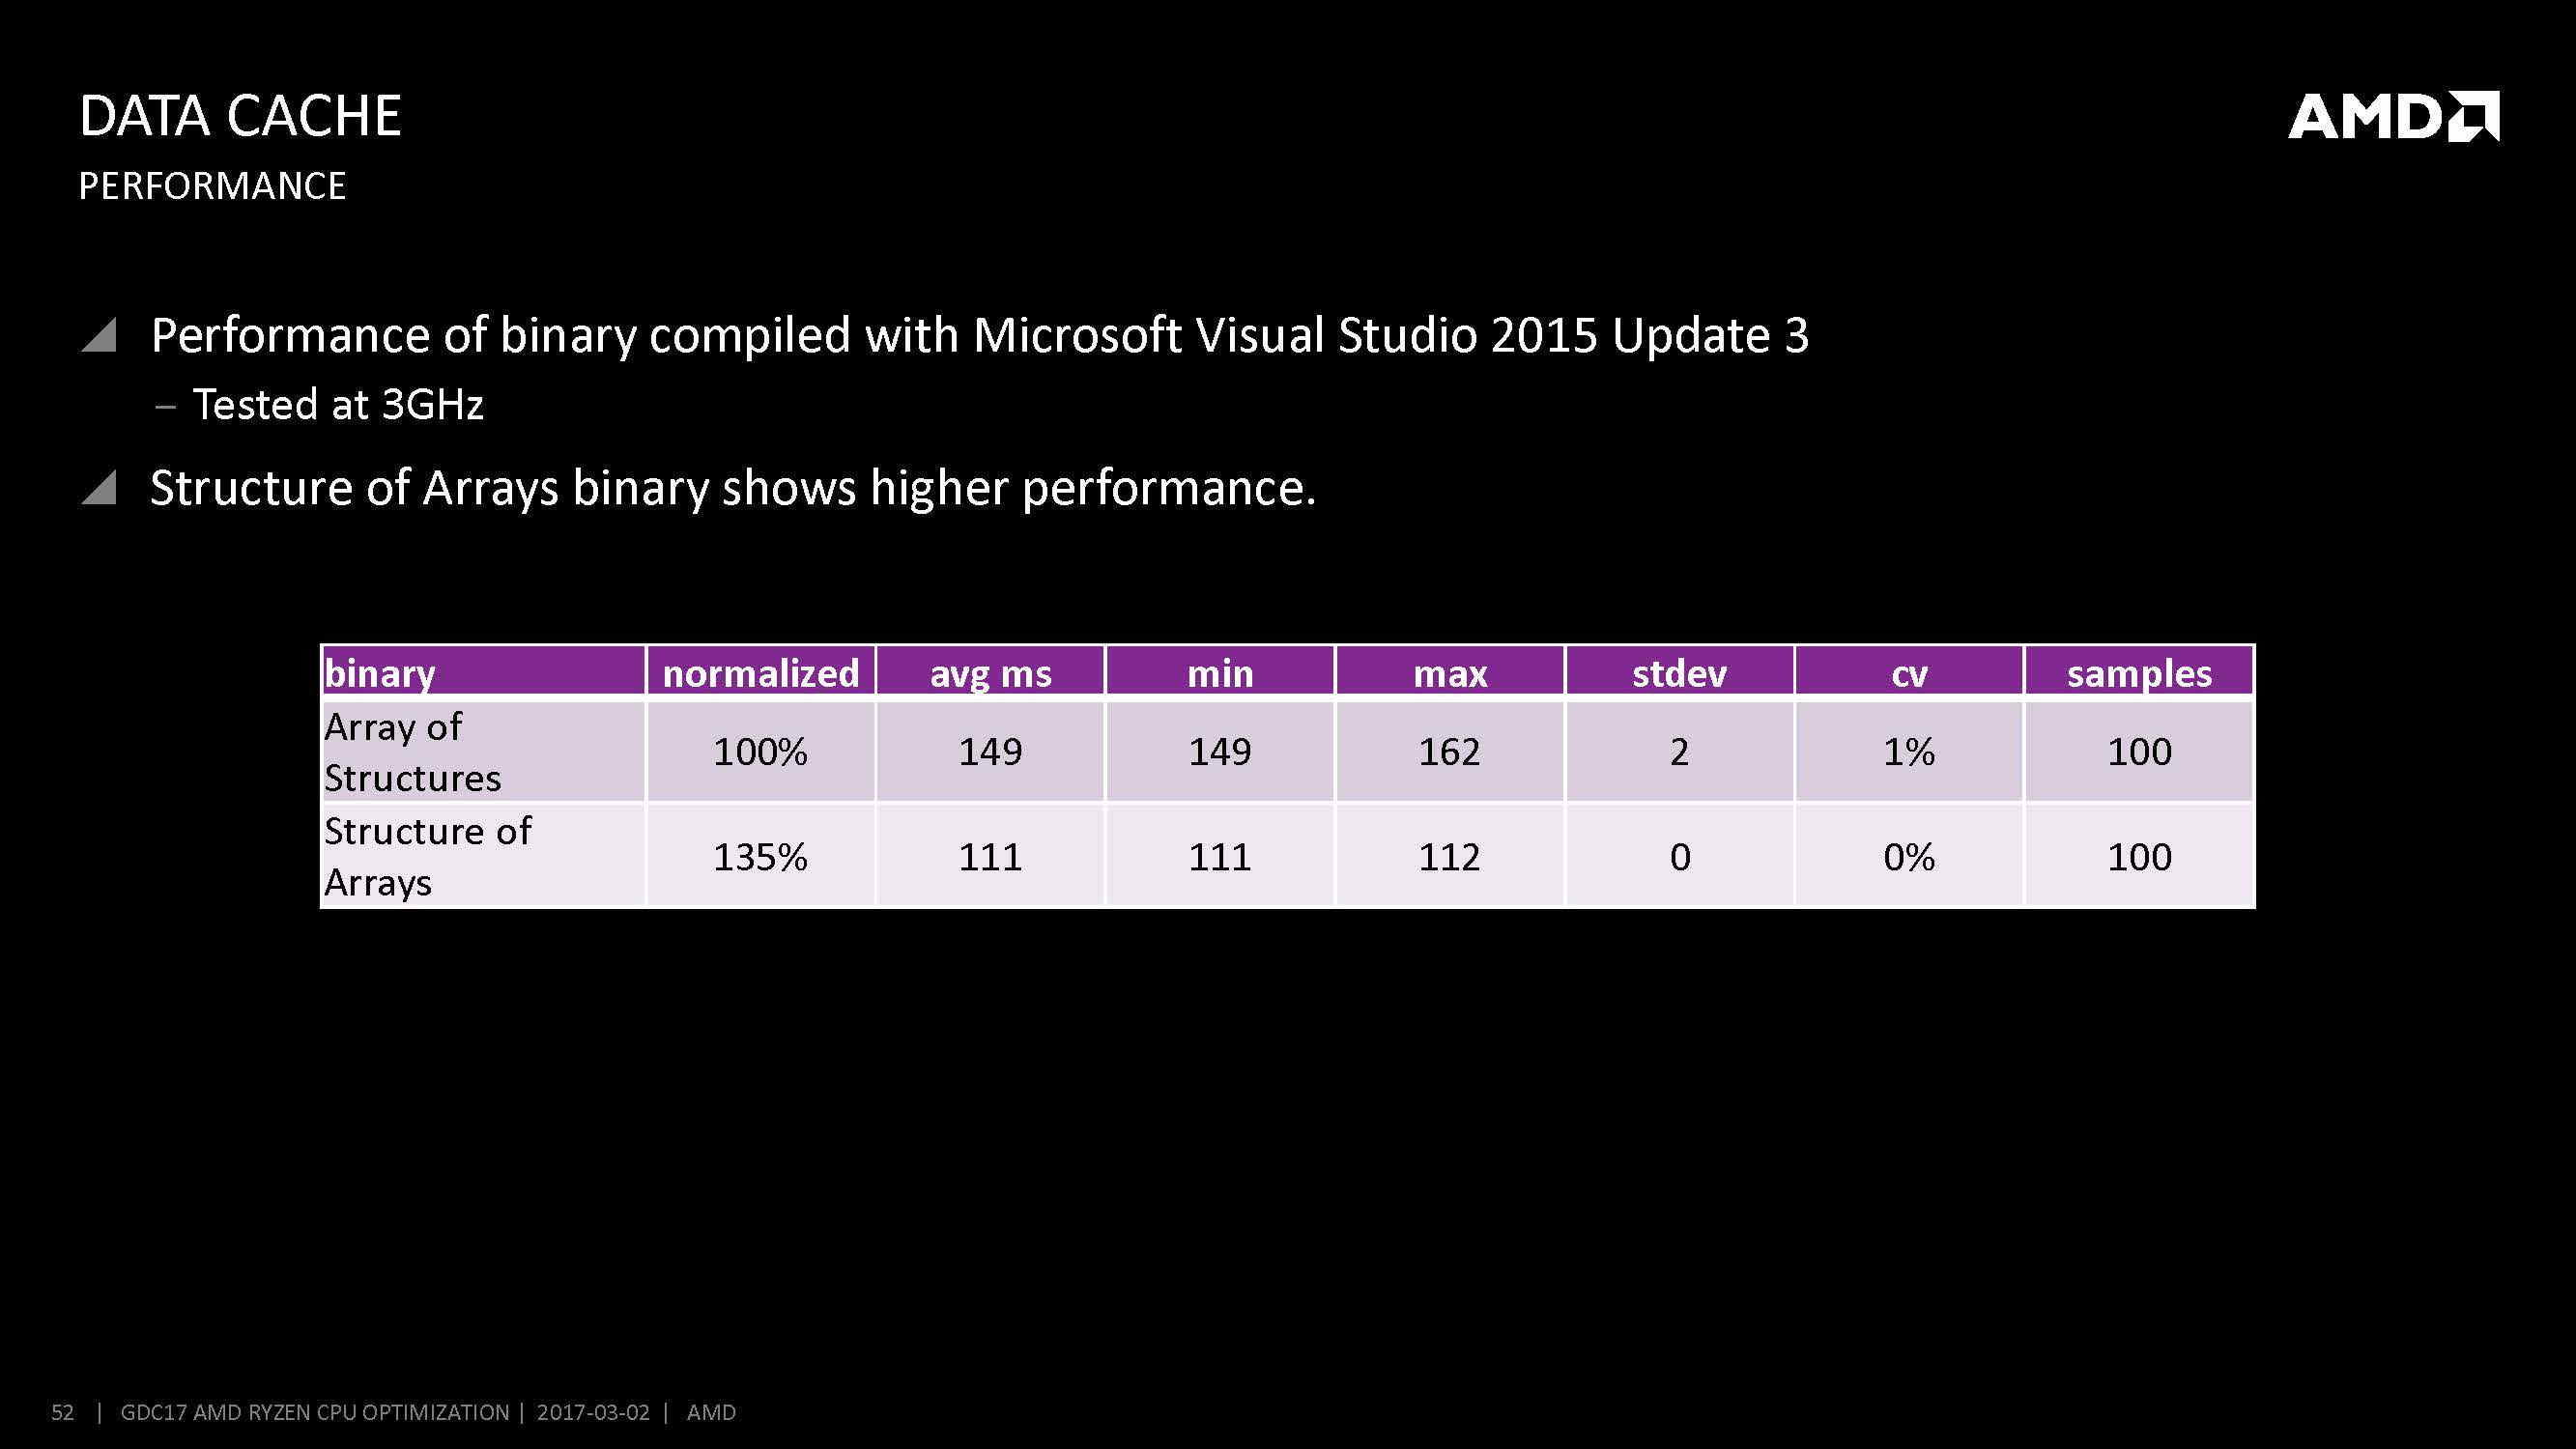 DATA CACHE
AMD
PERFORMANCE
Performance of binary compiled with Microsoft Visual Studio 2015 Update 3
– Tested at 3GHz
Structure of Arrays binary shows higher performance.
binary normalized avg ms min max stdev cv samples
Array of
Structures 100% 149 149 162 2 1% 100
Structure of
Arrays 135% 111 111 112 0 0% 100
52 | GDC17 AMD RYZEN CPU OPTIMIZATION | 2017-03-02 | AMD